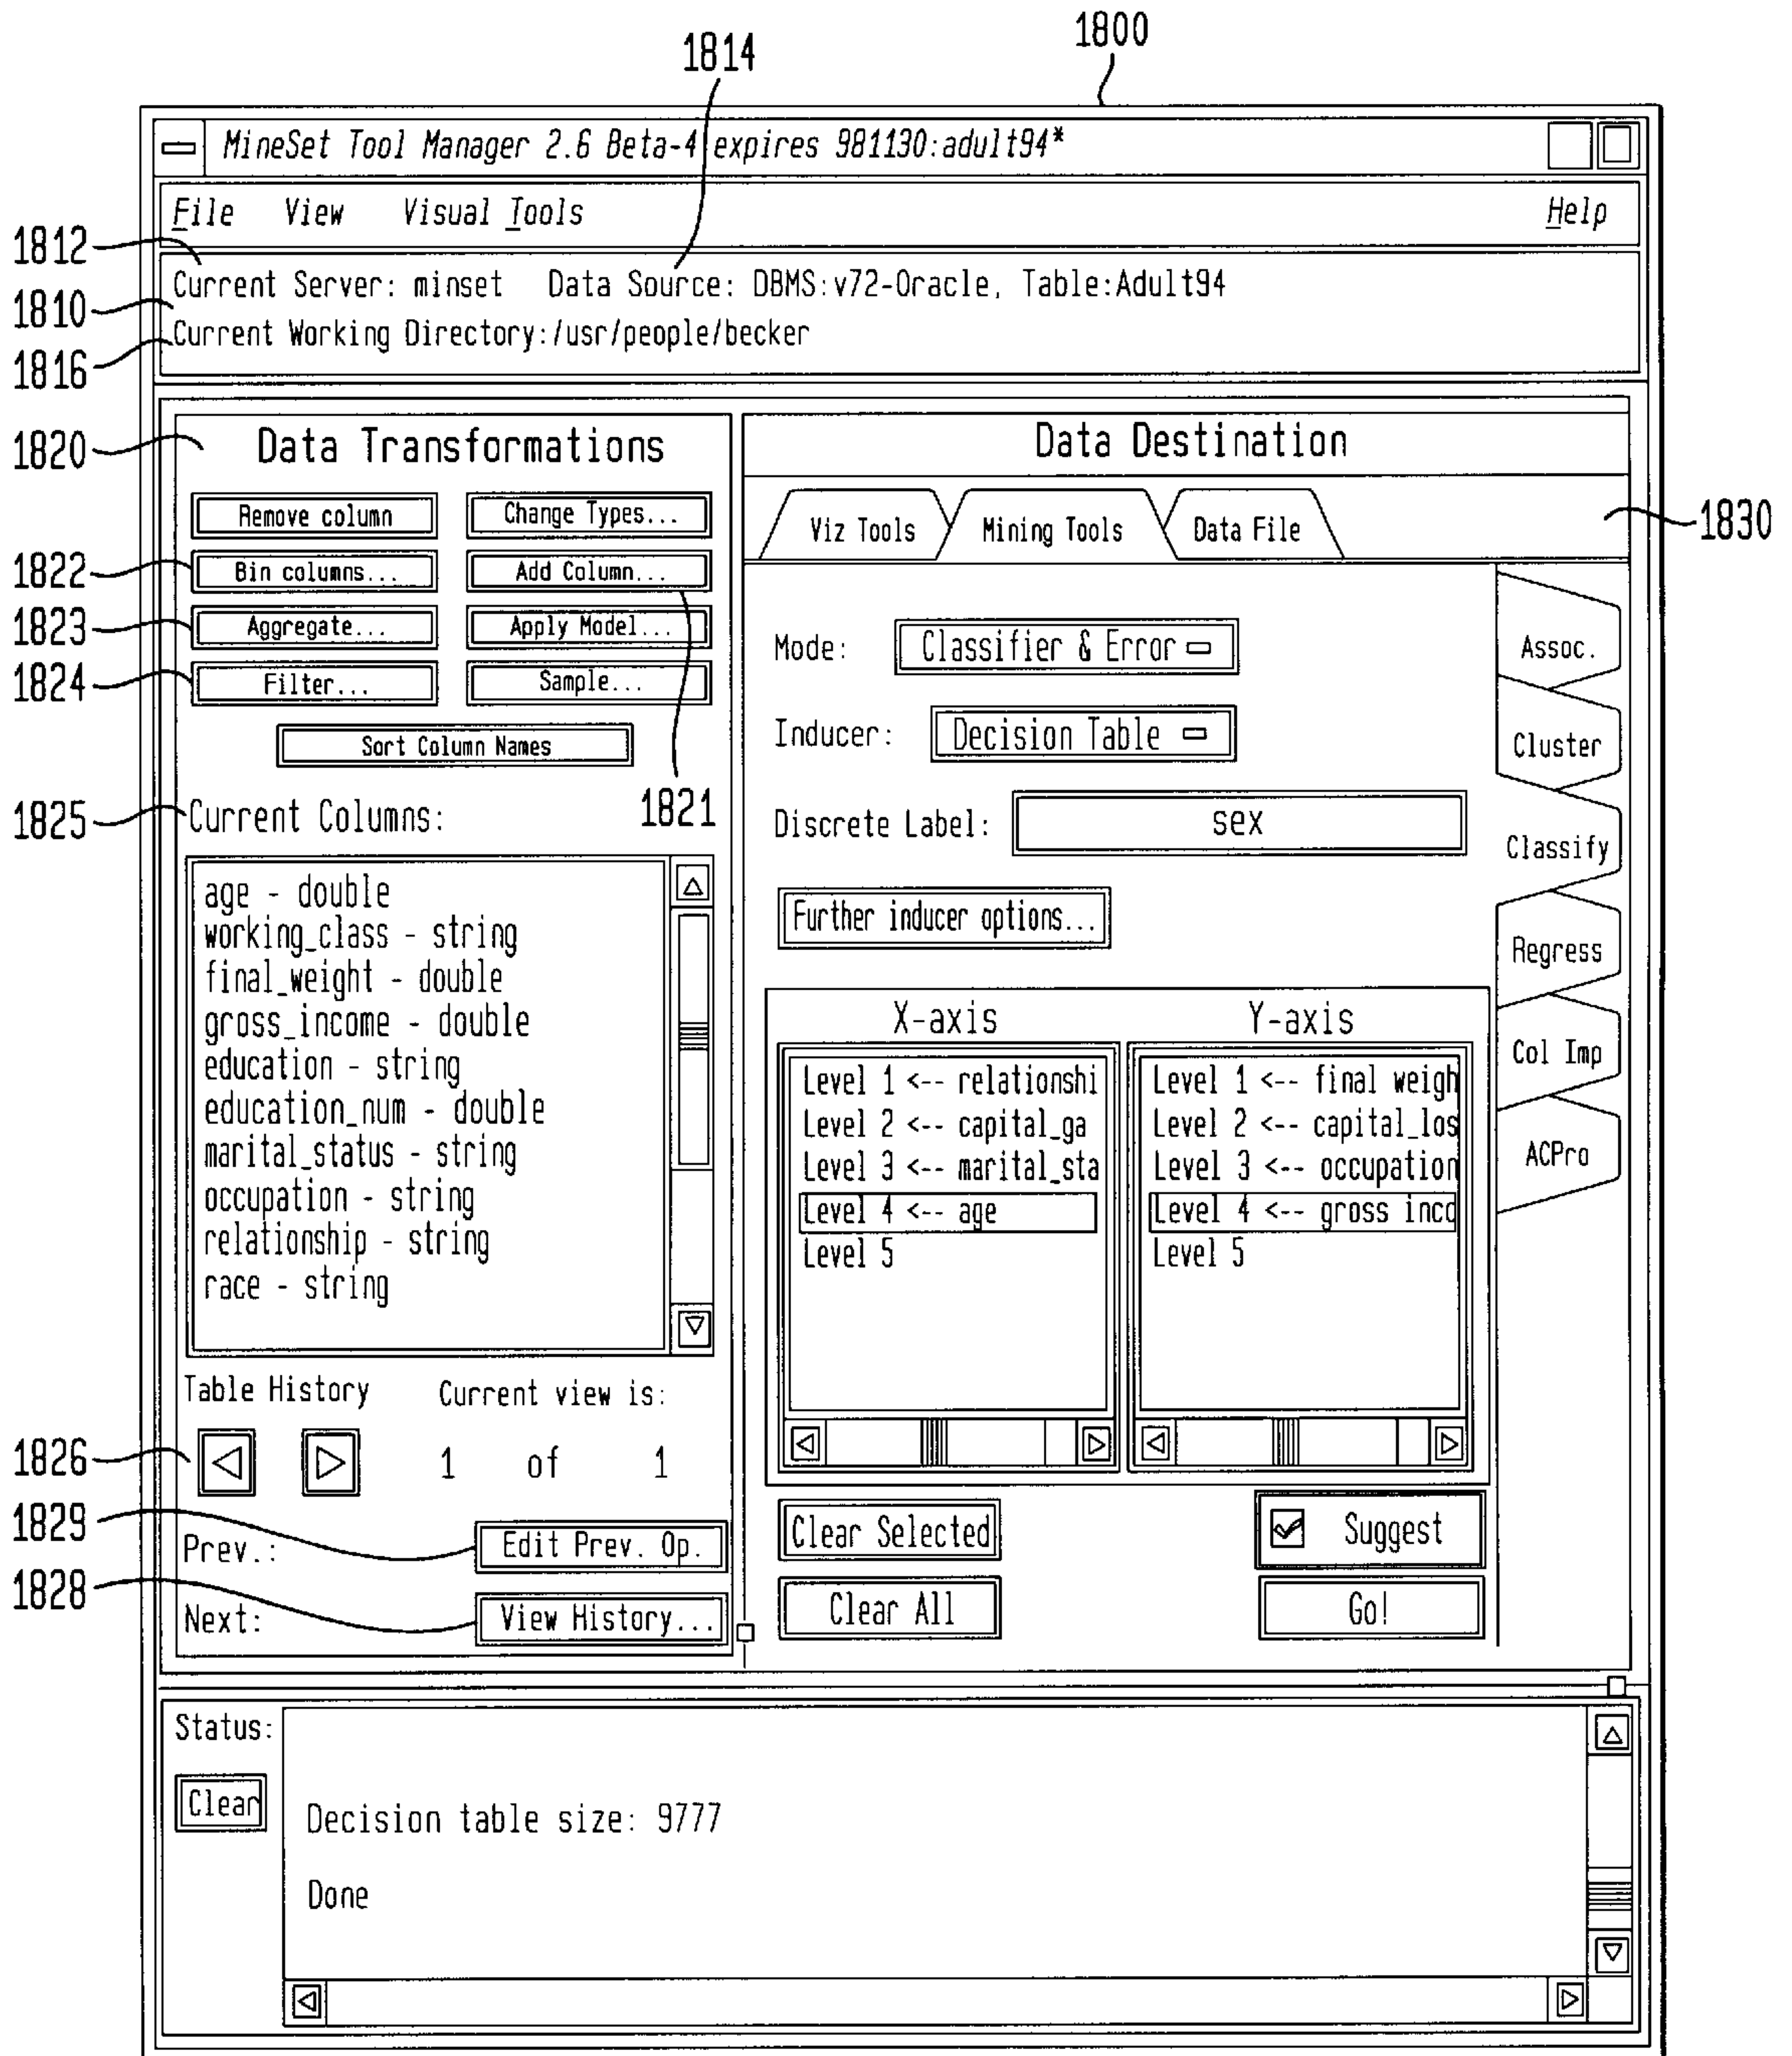 1800
1814
MineSet Tool Manager 2.6 Beta-4 expires 981130:adult94*
File View Visual Tools Help
1812
Current Server: minset Data Source: DBMS:v72-Oracle, Table:Adult94
1810
Current Working Directory:/usr/people/becker
1816
1820
Data Transformations
Remove column Change Types...
1822
Bin columns... Add Column...
1823
Aggregate... Apply Model...
1824
Filter... Sample...
Sort Column Names
1821
1825
Current Columns:
age - double
working_class - string
final_weight - double
gross_income - double
education - string
education_num - double
marital_status - string
occupation - string
relationship - string
race - string
Table History Current view is:
1826
1 of 1
1829
Prev.: Edit Prev. Op.
1828
Next: View History...
Data Destination
Viz Tools Mining Tools Data File
1830
Mode: Classifier & Error
Inducer: Decision Table
Discrete Label: sex
Further inducer options...
X-axis
Level 1 <-- relationshi
Level 2 <-- capital_ga
Level 3 <-- marital_sta
Level 4 <-- age
Level 5
Y-axis
Level 1 <-- final weigh
Level 2 <-- capital_los
Level 3 <-- occupation
Level 4 <-- gross inco
Level 5
Clear Selected Suggest
Clear All Go!
Assoc.
Cluster
Classify
Regress
Col Imp
ACPro
Status:
Clear
Decision table size: 9777
Done